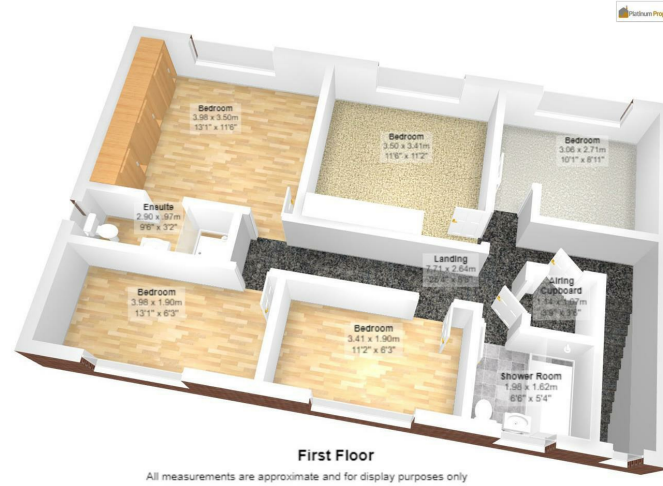 Platinum Prop
Bedroom
3.98 x 3.50m
13'1" x 11'6"
Bedroom
3.50 x 3.41m
11'6" x 11'2"
Bedroom
3.06 x 2.71m
10'1" x 8'11"
Ensuite
2.90 x .97m
9'6" x 3'2"
Landing
7.71 x 2.64m
Airing
Cupboard
1.14 x 1.07m
Bedroom
3.98 x 1.90m
13'1" x 6'3"
Bedroom
3.41 x 1.90m
11'2" x 6'3"
Shower Room
1.98 x 1.62m
6'6" x 5'4"
First Floor
All measurements are approximate and for display purposes only